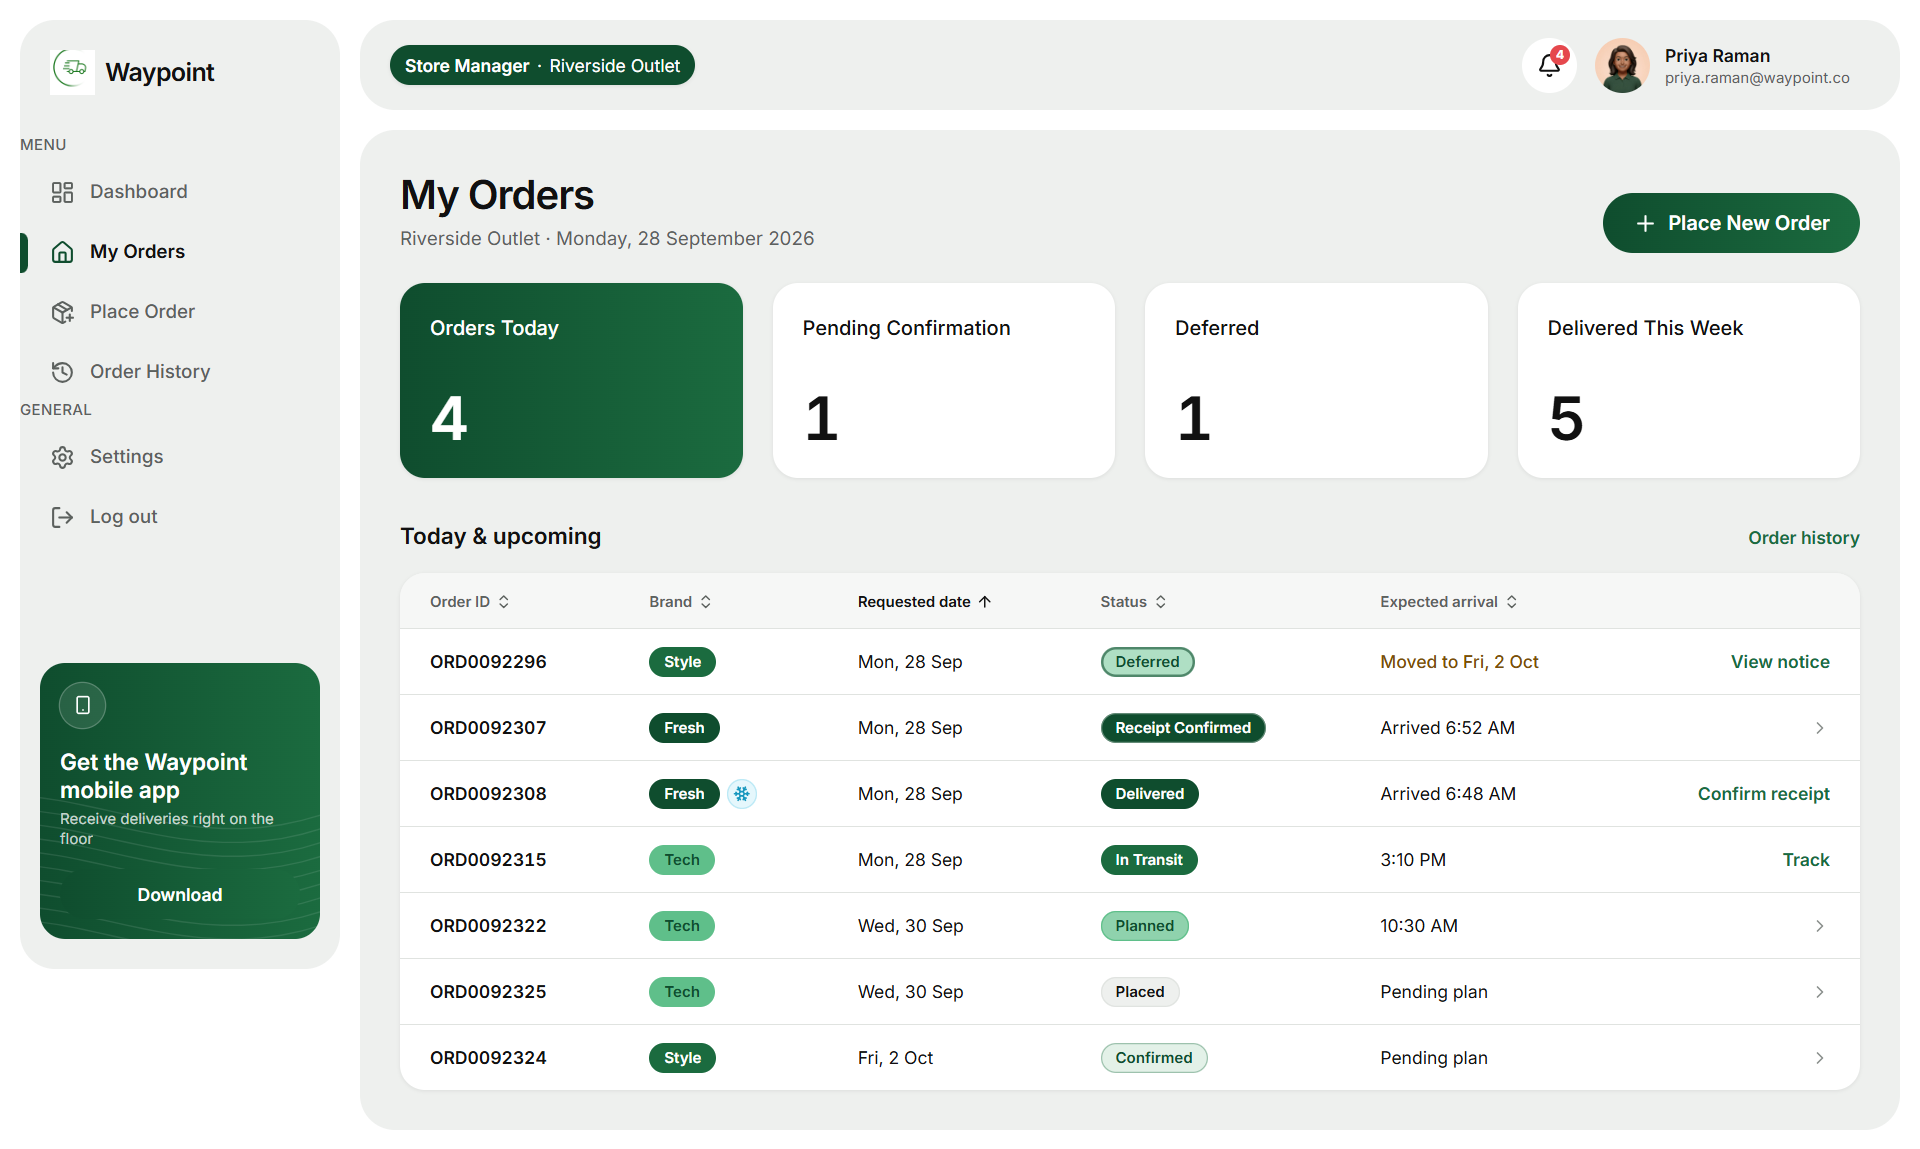 Waypoint
MENU
Dashboard
My Orders
Place Order
Order History
GENERAL
Settings
Log out
Get the Waypoint
mobile app
Receive deliveries right on the
floor
Download
Store Manager · Riverside Outlet
4
Priya Raman
priya.raman@waypoint.co
My Orders
Riverside Outlet · Monday, 28 September 2026
Place New Order
Orders Today
4
Pending Confirmation
1
Deferred
1
Delivered This Week
5
Today & upcoming
Order history
Order ID Brand Requested date Status Expected arrival
ORD0092296 Style Mon, 28 Sep Deferred Moved to Fri, 2 Oct View notice
ORD0092307 Fresh Mon, 28 Sep Receipt Confirmed Arrived 6:52 AM
ORD0092308 Fresh Mon, 28 Sep Delivered Arrived 6:48 AM Confirm receipt
ORD0092315 Tech Mon, 28 Sep In Transit 3:10 PM Track
ORD0092322 Tech Wed, 30 Sep Planned 10:30 AM
ORD0092325 Tech Wed, 30 Sep Placed Pending plan
ORD0092324 Style Fri, 2 Oct Confirmed Pending plan